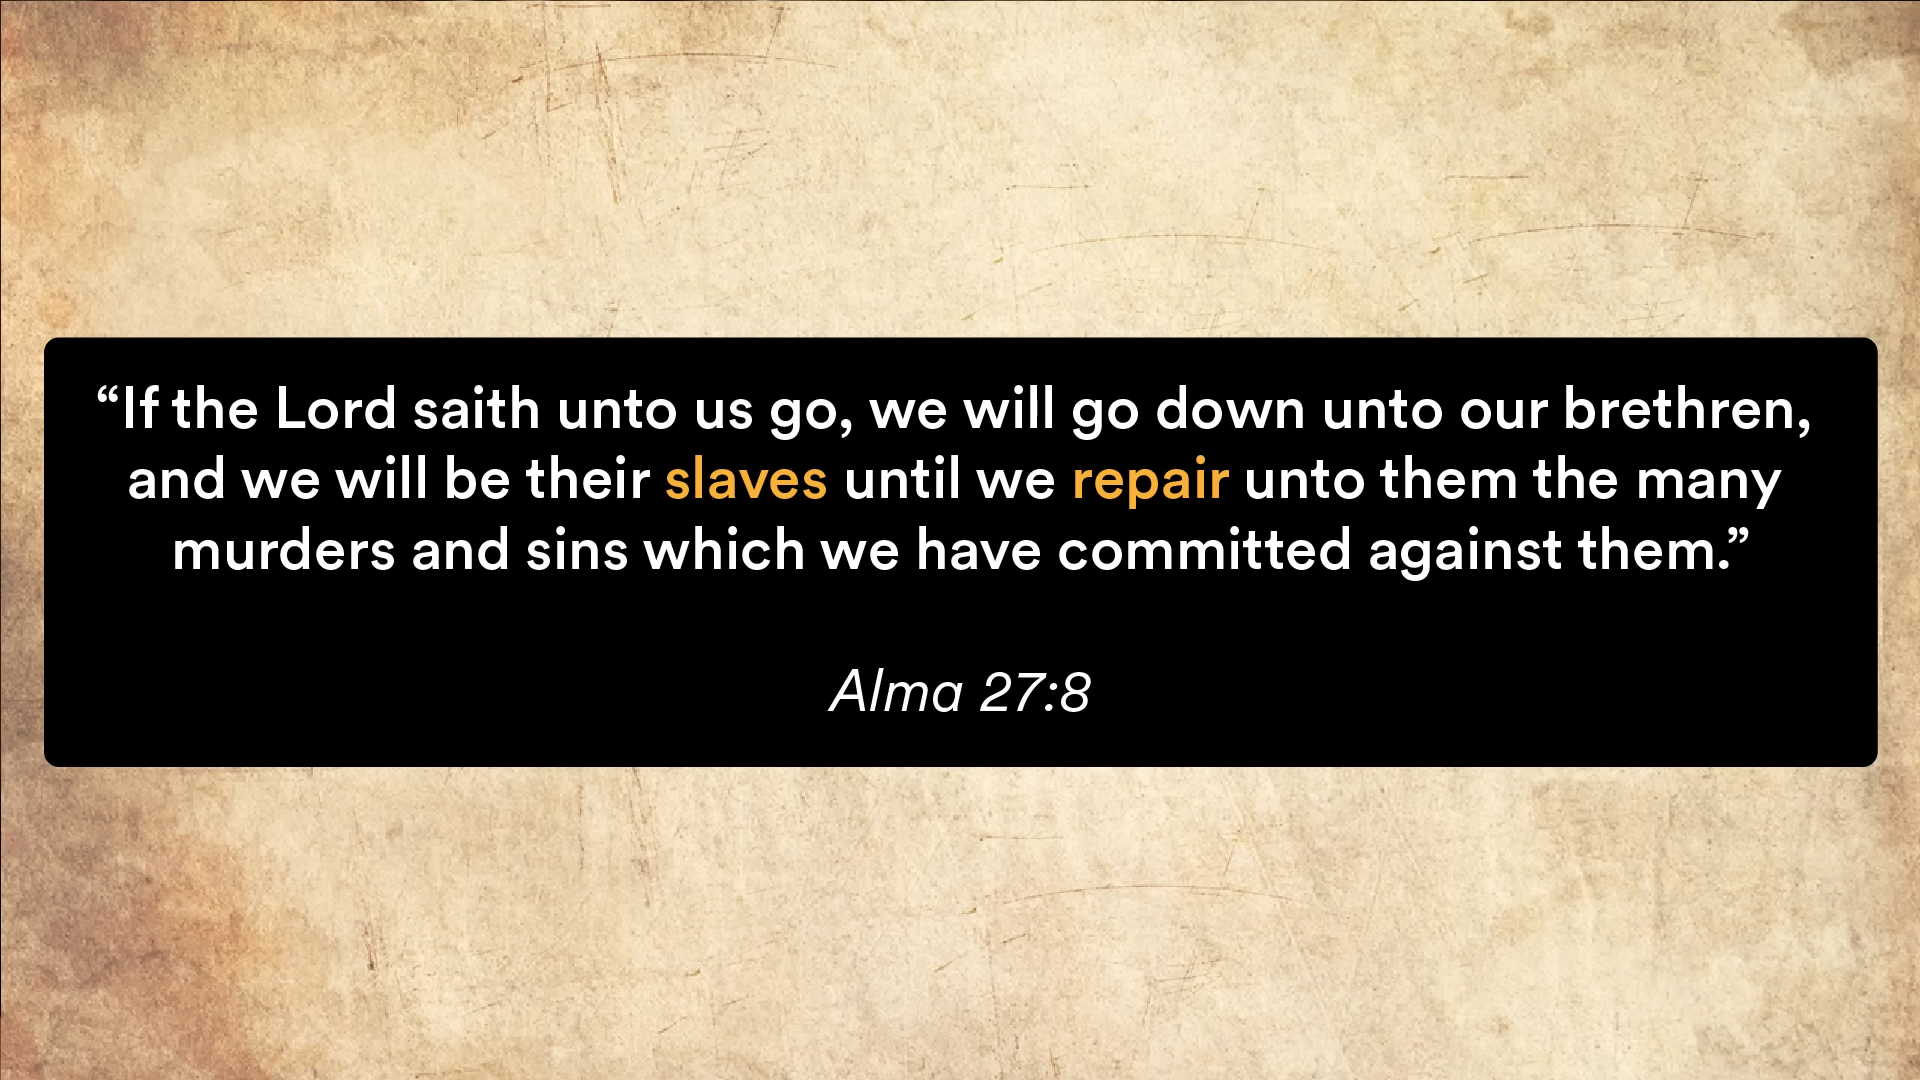 “If the Lord saith unto us go, we will go down unto our brethren,
and we will be their slaves until we repair unto them the many
murders and sins which we have committed against them.”
Alma 27:8